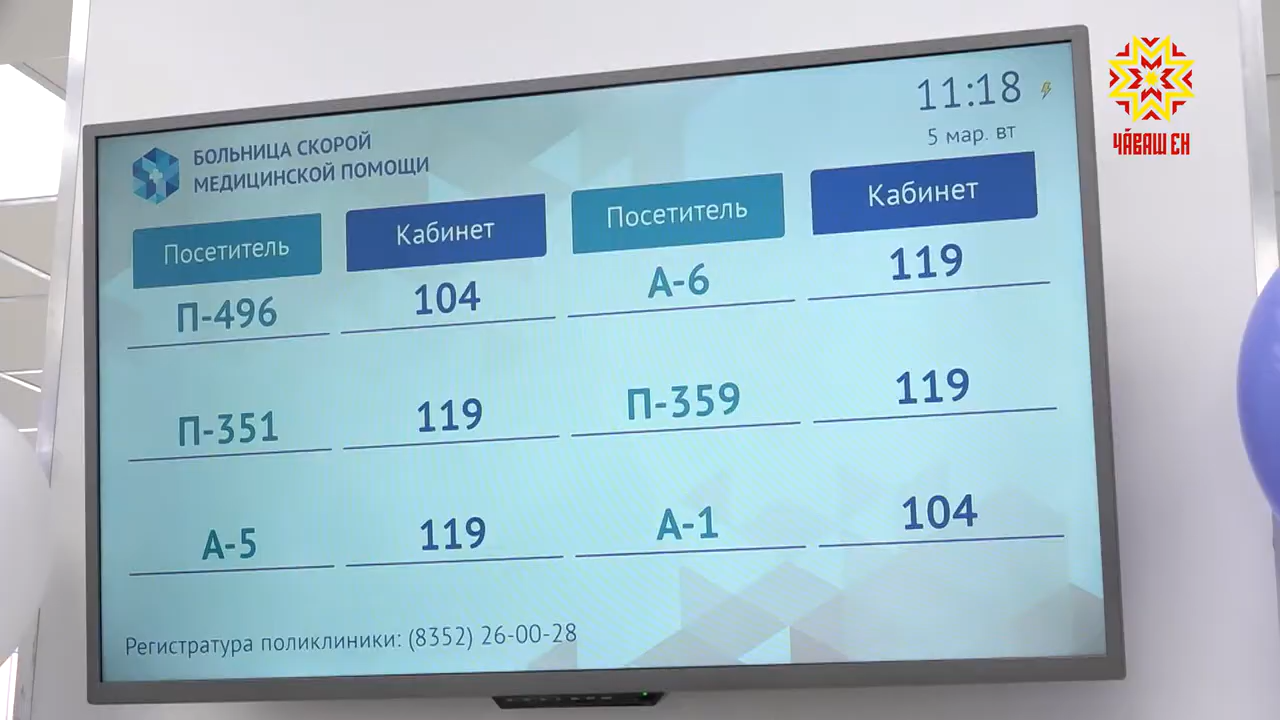 11:18
5 мар. вт
БОЛЬНИЦА СКОРОЙ
МЕДИЦИНСКОЙ ПОМОЩИ
Посетитель Кабинет Посетитель Кабинет
П-496 104 А-6 119
П-351 119 П-359 119
А-5 119 А-1 104
Регистратура поликлиники: (8352) 26-00-28
ЧӐВАШ ЕН